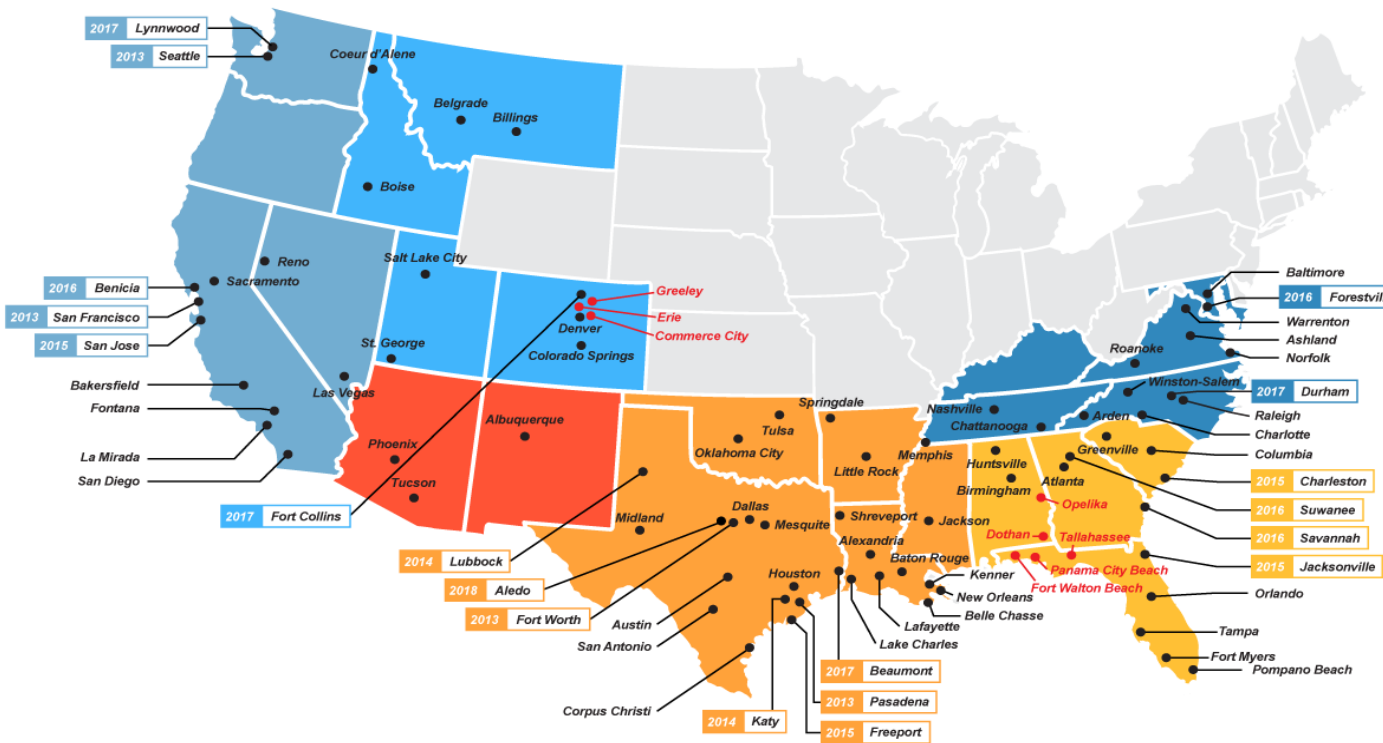 2017 Lynnwood
2013 Seattle
Coeur d'Alene
Belgrade
Billings
Boise
Salt Lake City
Reno
Sacramento
2016 Benicia
2013 San Francisco
2015 San Jose
Bakersfield
Fontana
La Mirada
San Diego
Las Vegas
St. George
Greeley
Erie
Denver
Commerce City
Colorado Springs
2017 Fort Collins
Phoenix
Tucson
Albuquerque
Springdale
Tulsa
Oklahoma City
Little Rock
Midland
Dallas
Mesquite
2014 Lubbock
2018 Aledo
2013 Fort Worth
Austin
San Antonio
Corpus Christi
Houston
2014 Katy
2017 Beaumont
2013 Pasadena
2015 Freeport
Shreveport
Alexandria
Baton Rouge
Jackson
Kenner
New Orleans
Belle Chasse
Lafayette
Lake Charles
Memphis
Nashville
Chattanooga
Huntsville
Birmingham
Atlanta
Opelika
Dothan
Tallahassee
Panama City Beach
Fort Walton Beach
Baltimore
2016 Forestvill
Warrenton
Ashland
Norfolk
Roanoke
Winston-Salem
2017 Durham
Raleigh
Arden
Charlotte
Greenville
Columbia
2015 Charleston
2016 Suwanee
2016 Savannah
2015 Jacksonville
Orlando
Tampa
Fort Myers
Pompano Beach